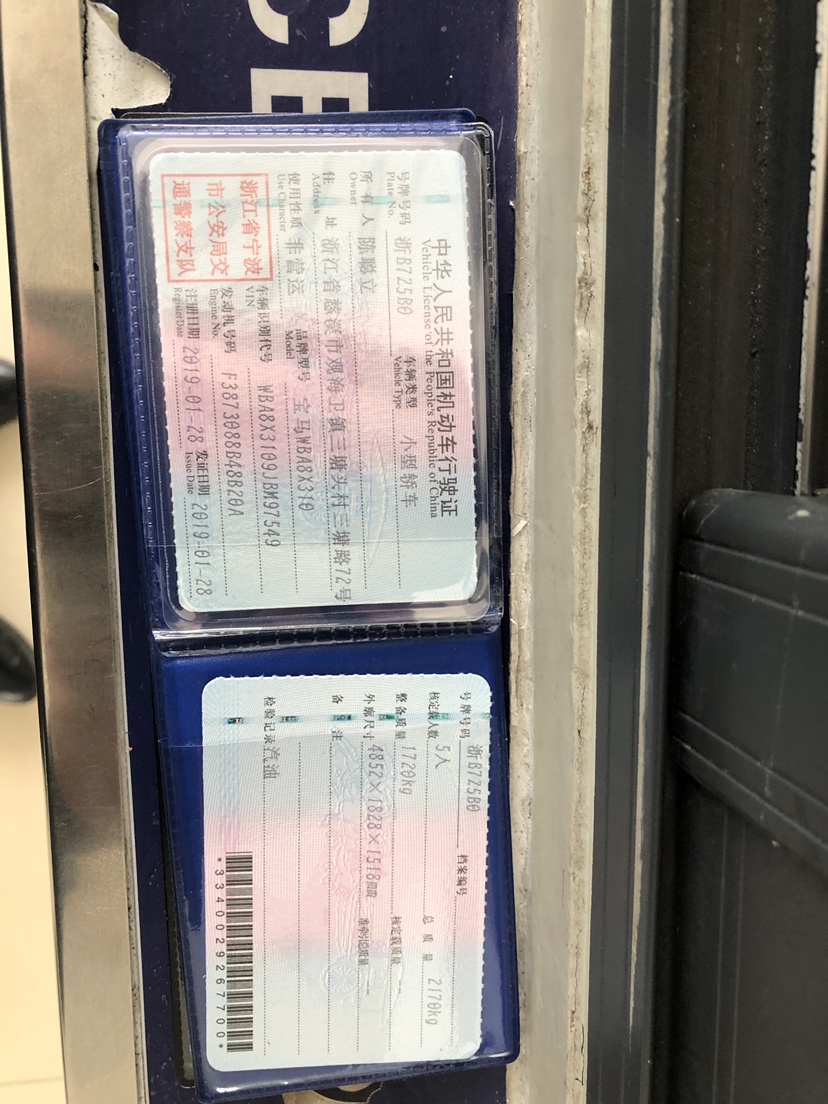 CE
中华人民共和国机动车行驶证
Vehicle License of the People's Republic of China
号牌号码 浙B725B0 车辆类型 小型轿车
Plate No. Vehicle Type
所有人 陈聪立
Owner
住址 浙江省慈溪市观海卫镇三塘头村三塘路72号
Address
使用性质 非营运 品牌型号 宝马WBA8X310
Use Character Model
浙江省宁波
市公安局交
通警察支队
车辆识别代号 WBA8X3109JBM97549
VIN
发动机号码 F3873088B48B20A
Engine No.
注册日期 2019-01-28 发证日期 2019-01-28
Register Date Issue Date
号牌号码 浙B725B0 档案编号
核定载人数 5人 总质量 2170kg
整备质量 1720kg 核定载质量
外廓尺寸 4852×1828×1518mm 准牵引总质量
备注
检验记录 汽油
*3340029267700*